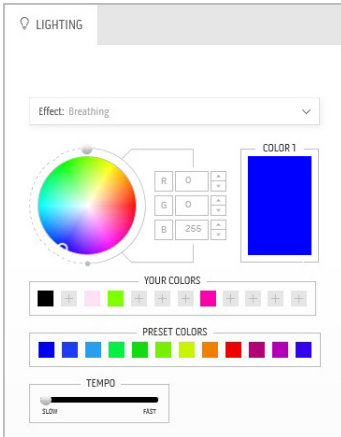 LIGHTING
Effect: Breathing
COLOR 1
R 0
G 0
B 255
YOUR COLORS
PRESET COLORS
TEMPO
SLOW FAST